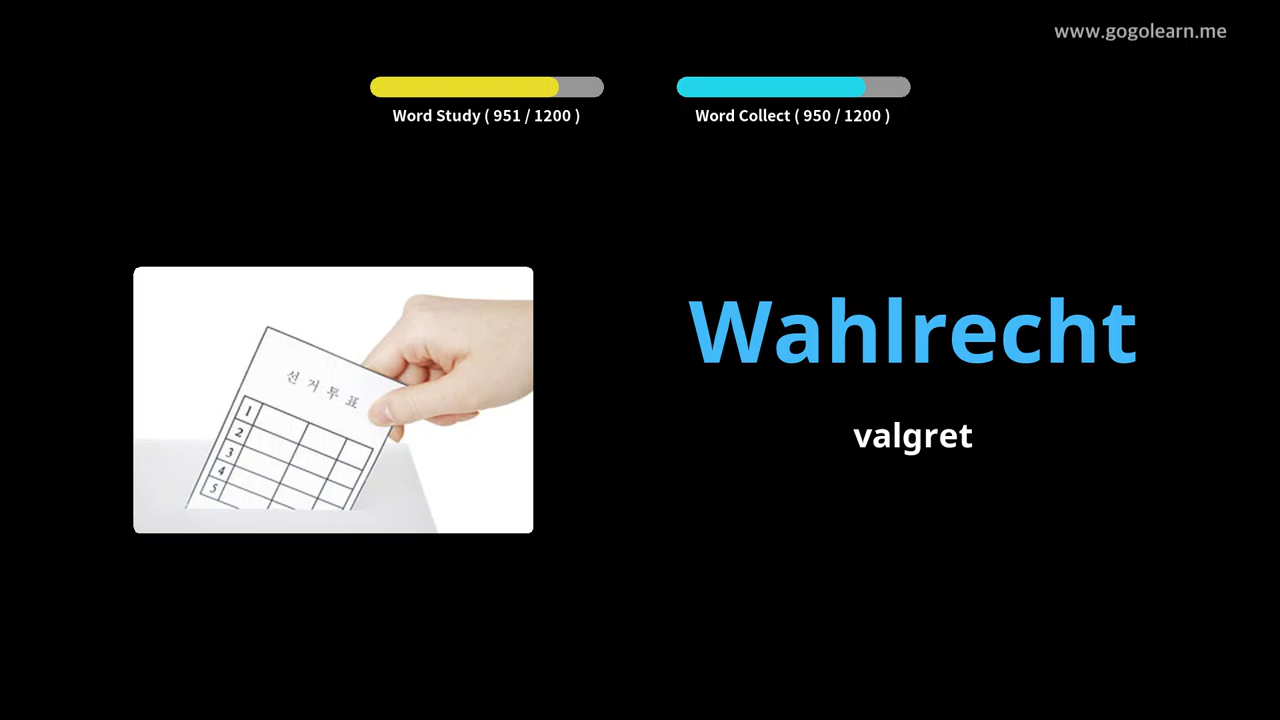 www.gogolearn.me
Word Study ( 951 / 1200 )
Word Collect ( 950 / 1200 )
Wahlrecht
valgret
선거투표
1
2
3
4
5